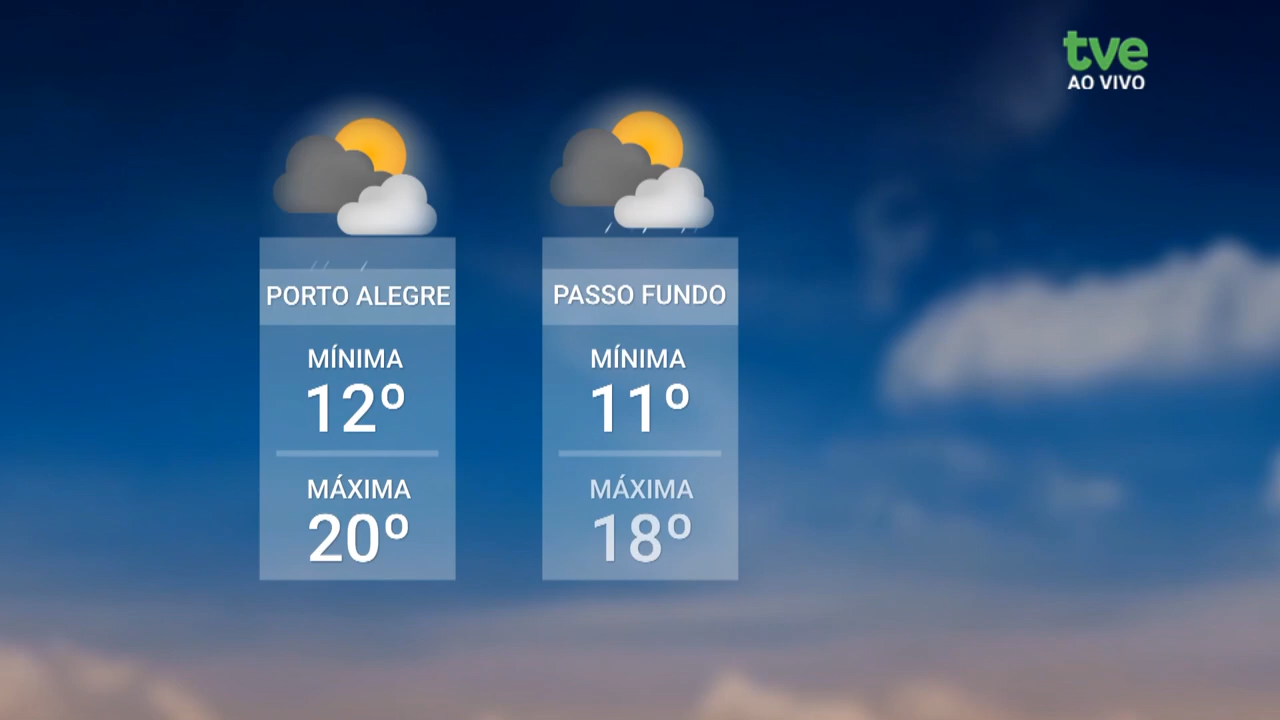 tve
AO VIVO
PORTO ALEGRE
MÍNIMA
12º
MÁXIMA
20º
PASSO FUNDO
MÍNIMA
11º
MÁXIMA
18º